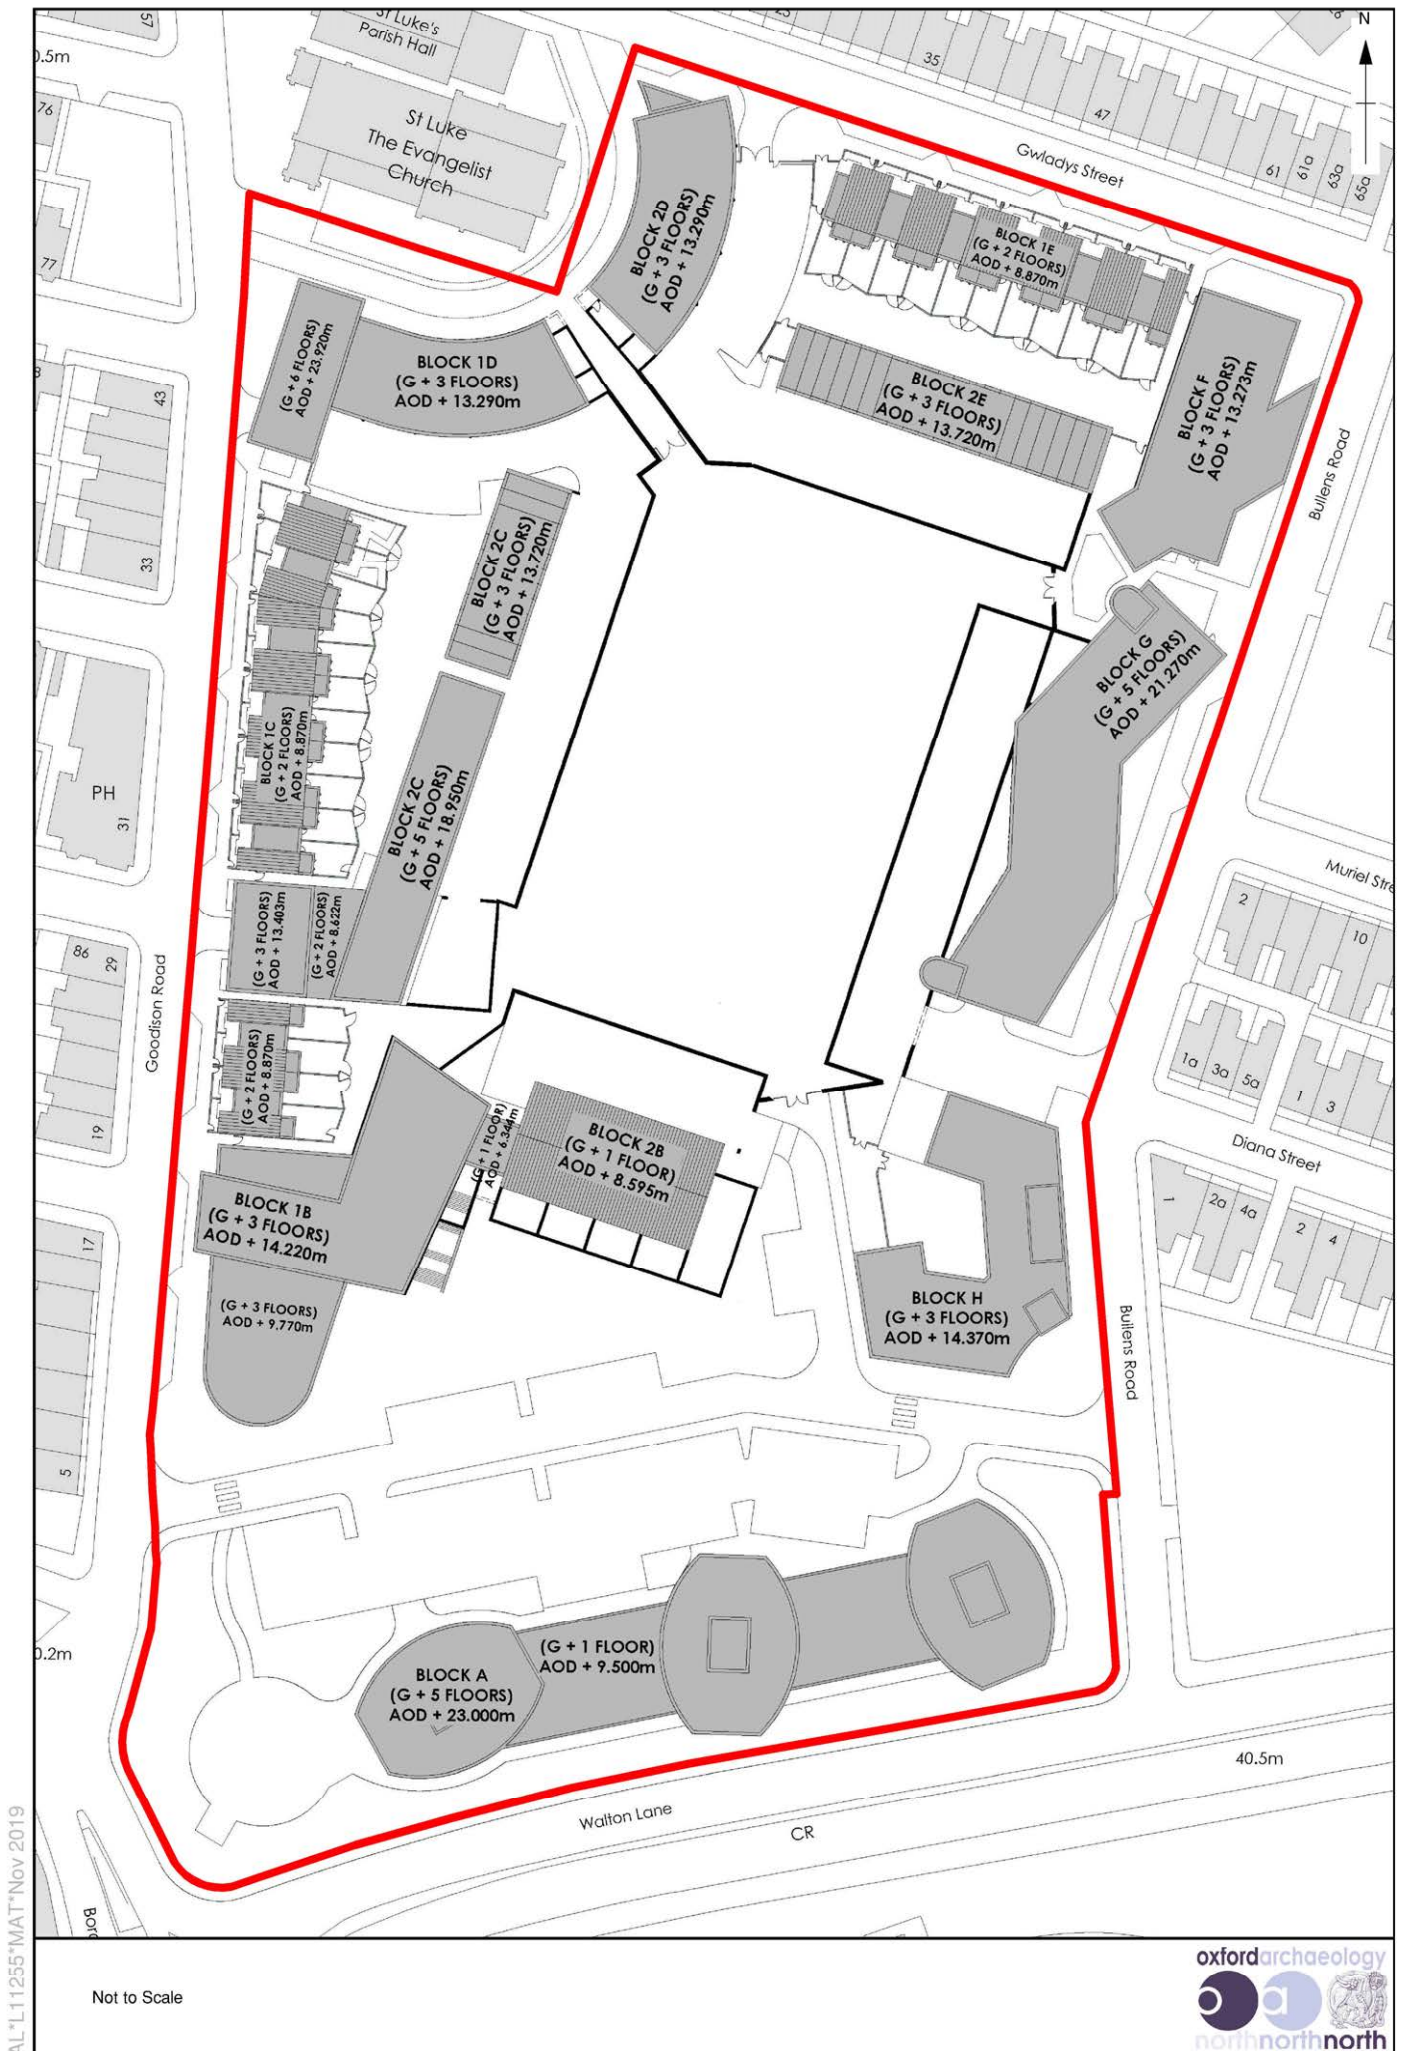 57
0.5m
St Luke's
Parish Hall
35
47
61
61a
63a
65a
N
76
St Luke
The Evangelist
Church
Gwladys Street
77
BLOCK 2D
(G + 3 FLOORS)
AOD + 13.290m
BLOCK 1E
(G + 2 FLOORS)
AOD + 8.870m
(G + 6 FLOORS)
AOD + 23.920m
BLOCK 1D
(G + 3 FLOORS)
AOD + 13.290m
BLOCK 2E
(G + 3 FLOORS)
AOD + 13.720m
BLOCK F
(G + 3 FLOORS)
AOD + 13.273m
43
33
Bullens Road
BLOCK 2C
(G + 3 FLOORS)
AOD + 13.720m
BLOCK G
(G + 5 FLOORS)
AOD + 21.270m
BLOCK 1C
(G + 2 FLOORS)
AOD + 8.870m
PH
31
BLOCK 2C
(G + 5 FLOORS)
AOD + 18.950m
Muriel Stre
2
10
(G + 3 FLOORS)
AOD + 13.403m
(G + 2 FLOORS)
AOD + 8.622m
86
29
Goodison Road
(G + 2 FLOORS)
AOD + 8.870m
1a
3a
5a
1
3
19
(G + 1 FLOOR)
AOD + 6.344m
BLOCK 2B
(G + 1 FLOOR)
AOD + 8.595m
Diana Street
BLOCK 1B
(G + 3 FLOORS)
AOD + 14.220m
1
2a
4a
2
4
17
(G + 3 FLOORS)
AOD + 9.770m
BLOCK H
(G + 3 FLOORS)
AOD + 14.370m
Bullens Road
5
0.2m
BLOCK A
(G + 5 FLOORS)
AOD + 23.000m
(G + 1 FLOOR)
AOD + 9.500m
40.5m
Walton Lane
CR
Boro
AL*L11255*MAT*Nov 2019
Not to Scale
oxfordarchaeology
northnorthnorth